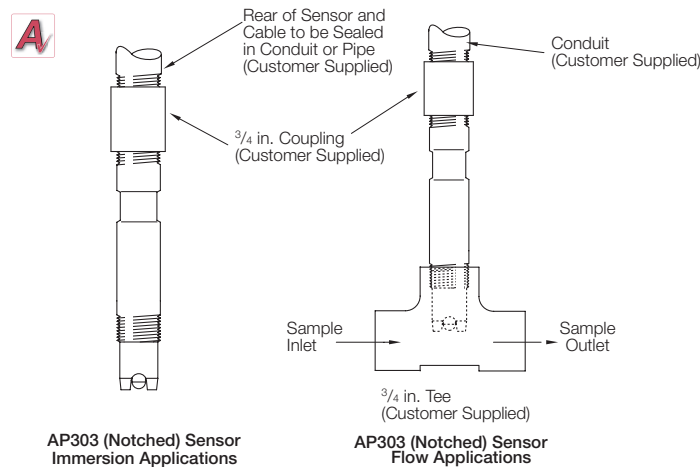 Rear of Sensor and
Cable to be Sealed
in Conduit or Pipe
(Customer Supplied)
Conduit
(Customer Supplied)
3/4 in. Coupling
(Customer Supplied)
Sample
Inlet
Sample
Outlet
3/4 in. Tee
(Customer Supplied)
AP303 (Notched) Sensor
Immersion Applications
AP303 (Notched) Sensor
Flow Applications